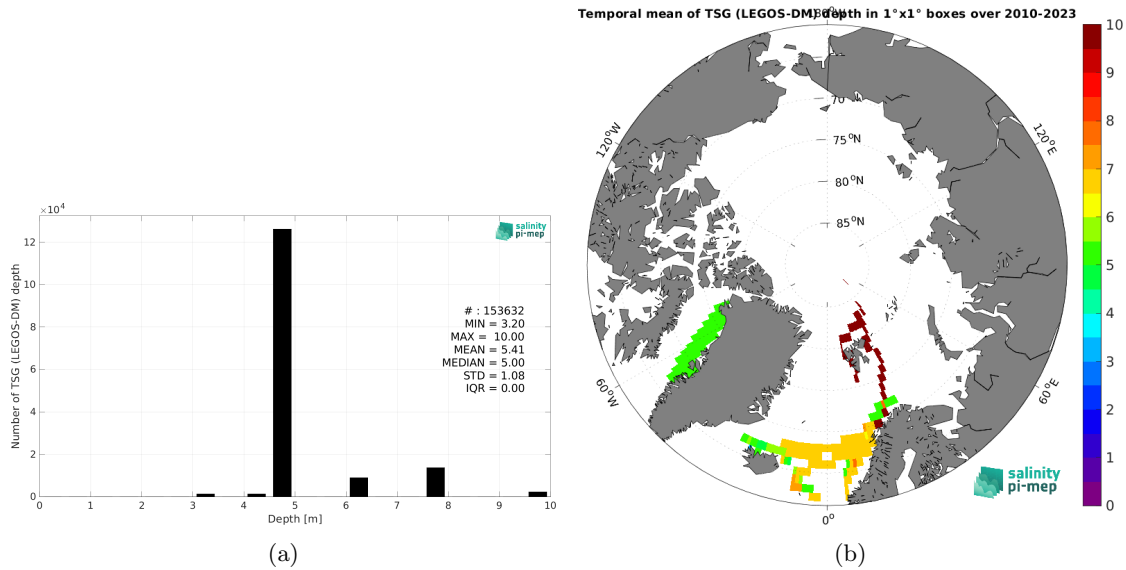 Temporal mean of TSG (LEGOS-DM) depth in 1°x1° boxes over 2010-2023
×10⁴
12
10
8
6
4
2
0
Number of TSG (LEGOS-DM) depth
salinity
pi-mep
# : 153632
MIN = 3.20
MAX = 10.00
MEAN = 5.41
MEDIAN = 5.00
STD = 1.08
IQR = 0.00
0 1 2 3 4 5 6 7 8 9 10
Depth [m]
(a)
180°W
120°W
120°E
60°W
60°E
0°
70
75°N
80°N
85°N
salinity
pi-mep
10
9
8
7
6
5
4
3
2
1
0
(b)